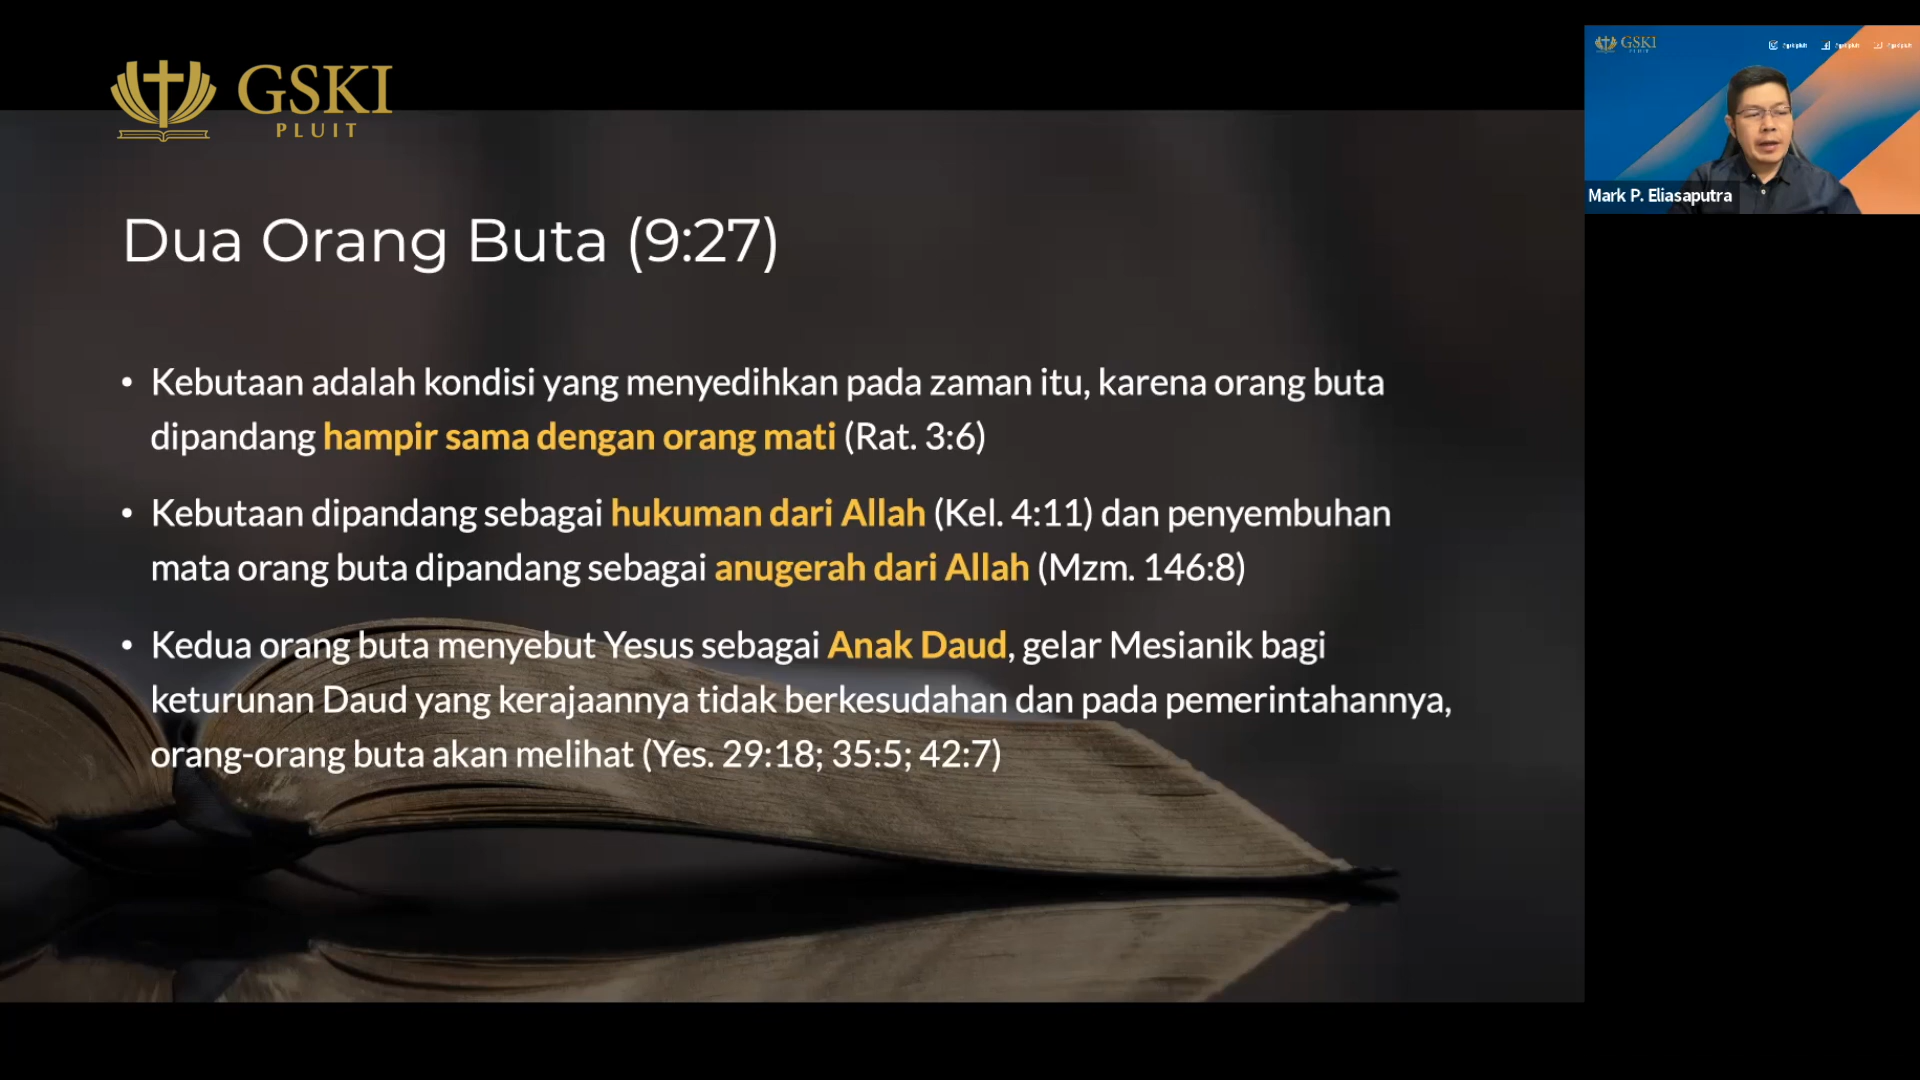 GSKI
PLUIT
Dua Orang Buta (9:27)
• Kebutaan adalah kondisi yang menyedihkan pada zaman itu, karena orang buta
dipandang hampir sama dengan orang mati (Rat. 3:6)
• Kebutaan dipandang sebagai hukuman dari Allah (Kel. 4:11) dan penyembuhan
mata orang buta dipandang sebagai anugerah dari Allah (Mzm. 146:8)
• Kedua orang buta menyebut Yesus sebagai Anak Daud, gelar Mesianik bagi
keturunan Daud yang kerajaannya tidak berkesudahan dan pada pemerintahannya,
orang-orang buta akan melihat (Yes. 29:18; 35:5; 42:7)
GSKI
PLUIT
Mark P. Eliasaputra